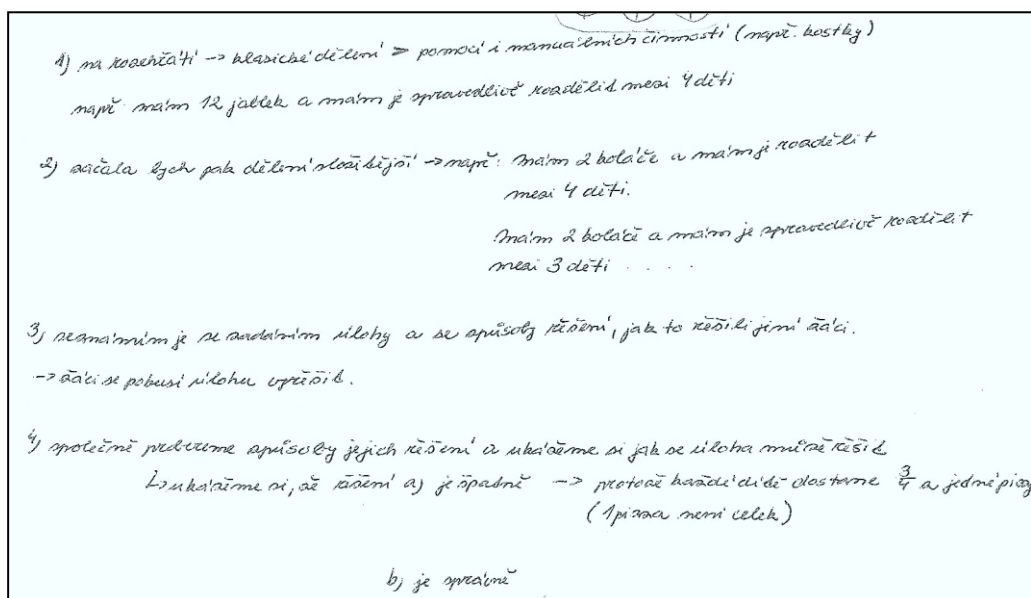 1) na rozehřátí → klasické dělení => pomocí i manuálních činností (např. kostky)
např. mám 12 jablek a mám je spravedlivě rozdělit mezi 4 děti
2) začala bych pak dělení složitější → např: Mám 2 koláče a mám je rozdělit
mezi 4 děti.
Mám 2 koláče a mám je spravedlivě rozdělit
mezi 3 děti . . . .
3) seznámím je se zadáním úlohy a se způsoby řešení, jak to řešili jiní žáci.
→ žáci se pokusí úlohu vyřešit.
4) společně probereme způsoby jejich řešení a ukážeme si jak se úloha může řešit
↳ ukážeme si, že řešení a) je špatně → protože každé dítě dostane 3/4 a jedné pizzy
(1 pizza není celek)
b) je správně